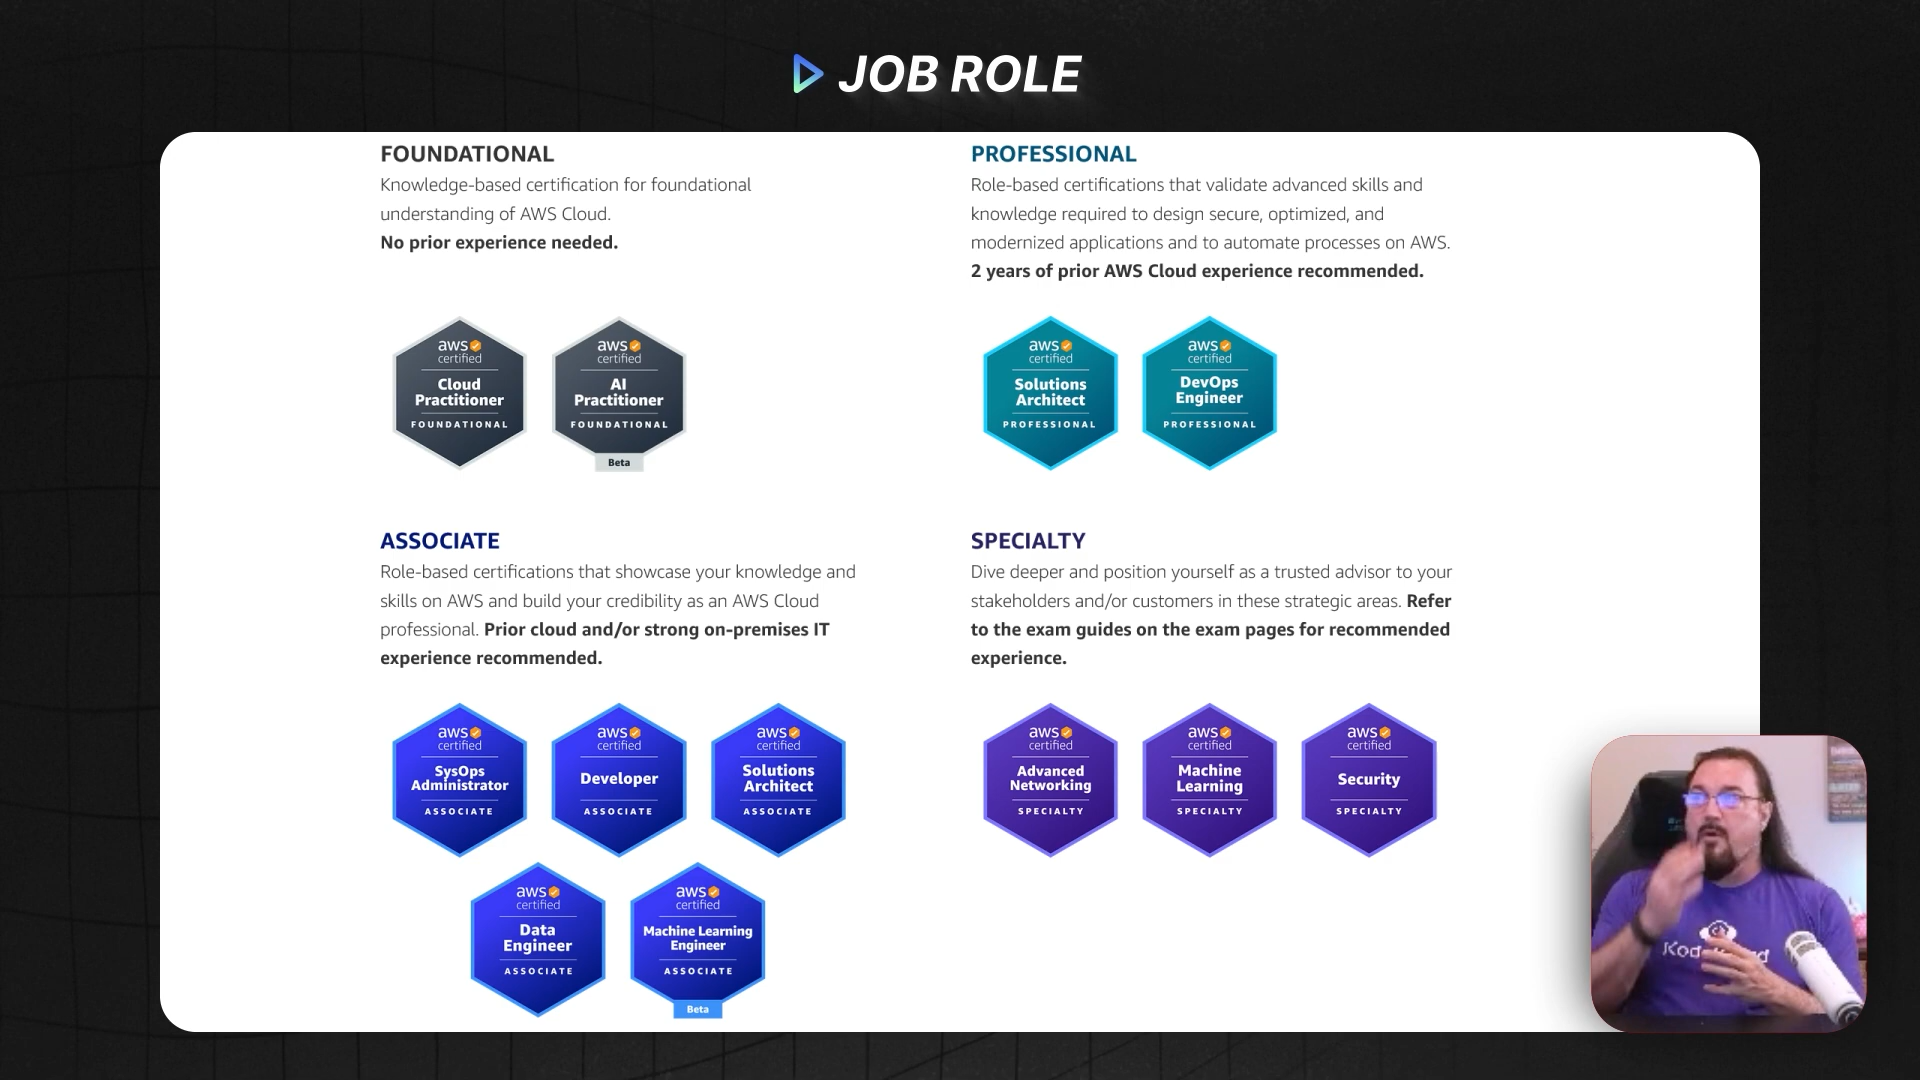 JOB ROLE
FOUNDATIONAL
Knowledge-based certification for foundational
understanding of AWS Cloud.
No prior experience needed.
aws
certified
Cloud
Practitioner
FOUNDATIONAL
aws
certified
AI
Practitioner
FOUNDATIONAL
Beta
PROFESSIONAL
Role-based certifications that validate advanced skills and
knowledge required to design secure, optimized, and
modernized applications and to automate processes on AWS.
2 years of prior AWS Cloud experience recommended.
aws
certified
Solutions
Architect
PROFESSIONAL
aws
certified
DevOps
Engineer
PROFESSIONAL
ASSOCIATE
Role-based certifications that showcase your knowledge and
skills on AWS and build your credibility as an AWS Cloud
professional. Prior cloud and/or strong on-premises IT
experience recommended.
aws
certified
SysOps
Administrator
ASSOCIATE
aws
certified
Developer
ASSOCIATE
aws
certified
Solutions
Architect
ASSOCIATE
aws
certified
Data
Engineer
ASSOCIATE
aws
certified
Machine Learning
Engineer
ASSOCIATE
Beta
SPECIALTY
Dive deeper and position yourself as a trusted advisor to your
stakeholders and/or customers in these strategic areas. Refer
to the exam guides on the exam pages for recommended
experience.
aws
certified
Advanced
Networking
SPECIALTY
aws
certified
Machine
Learning
SPECIALTY
aws
certified
Security
SPECIALTY